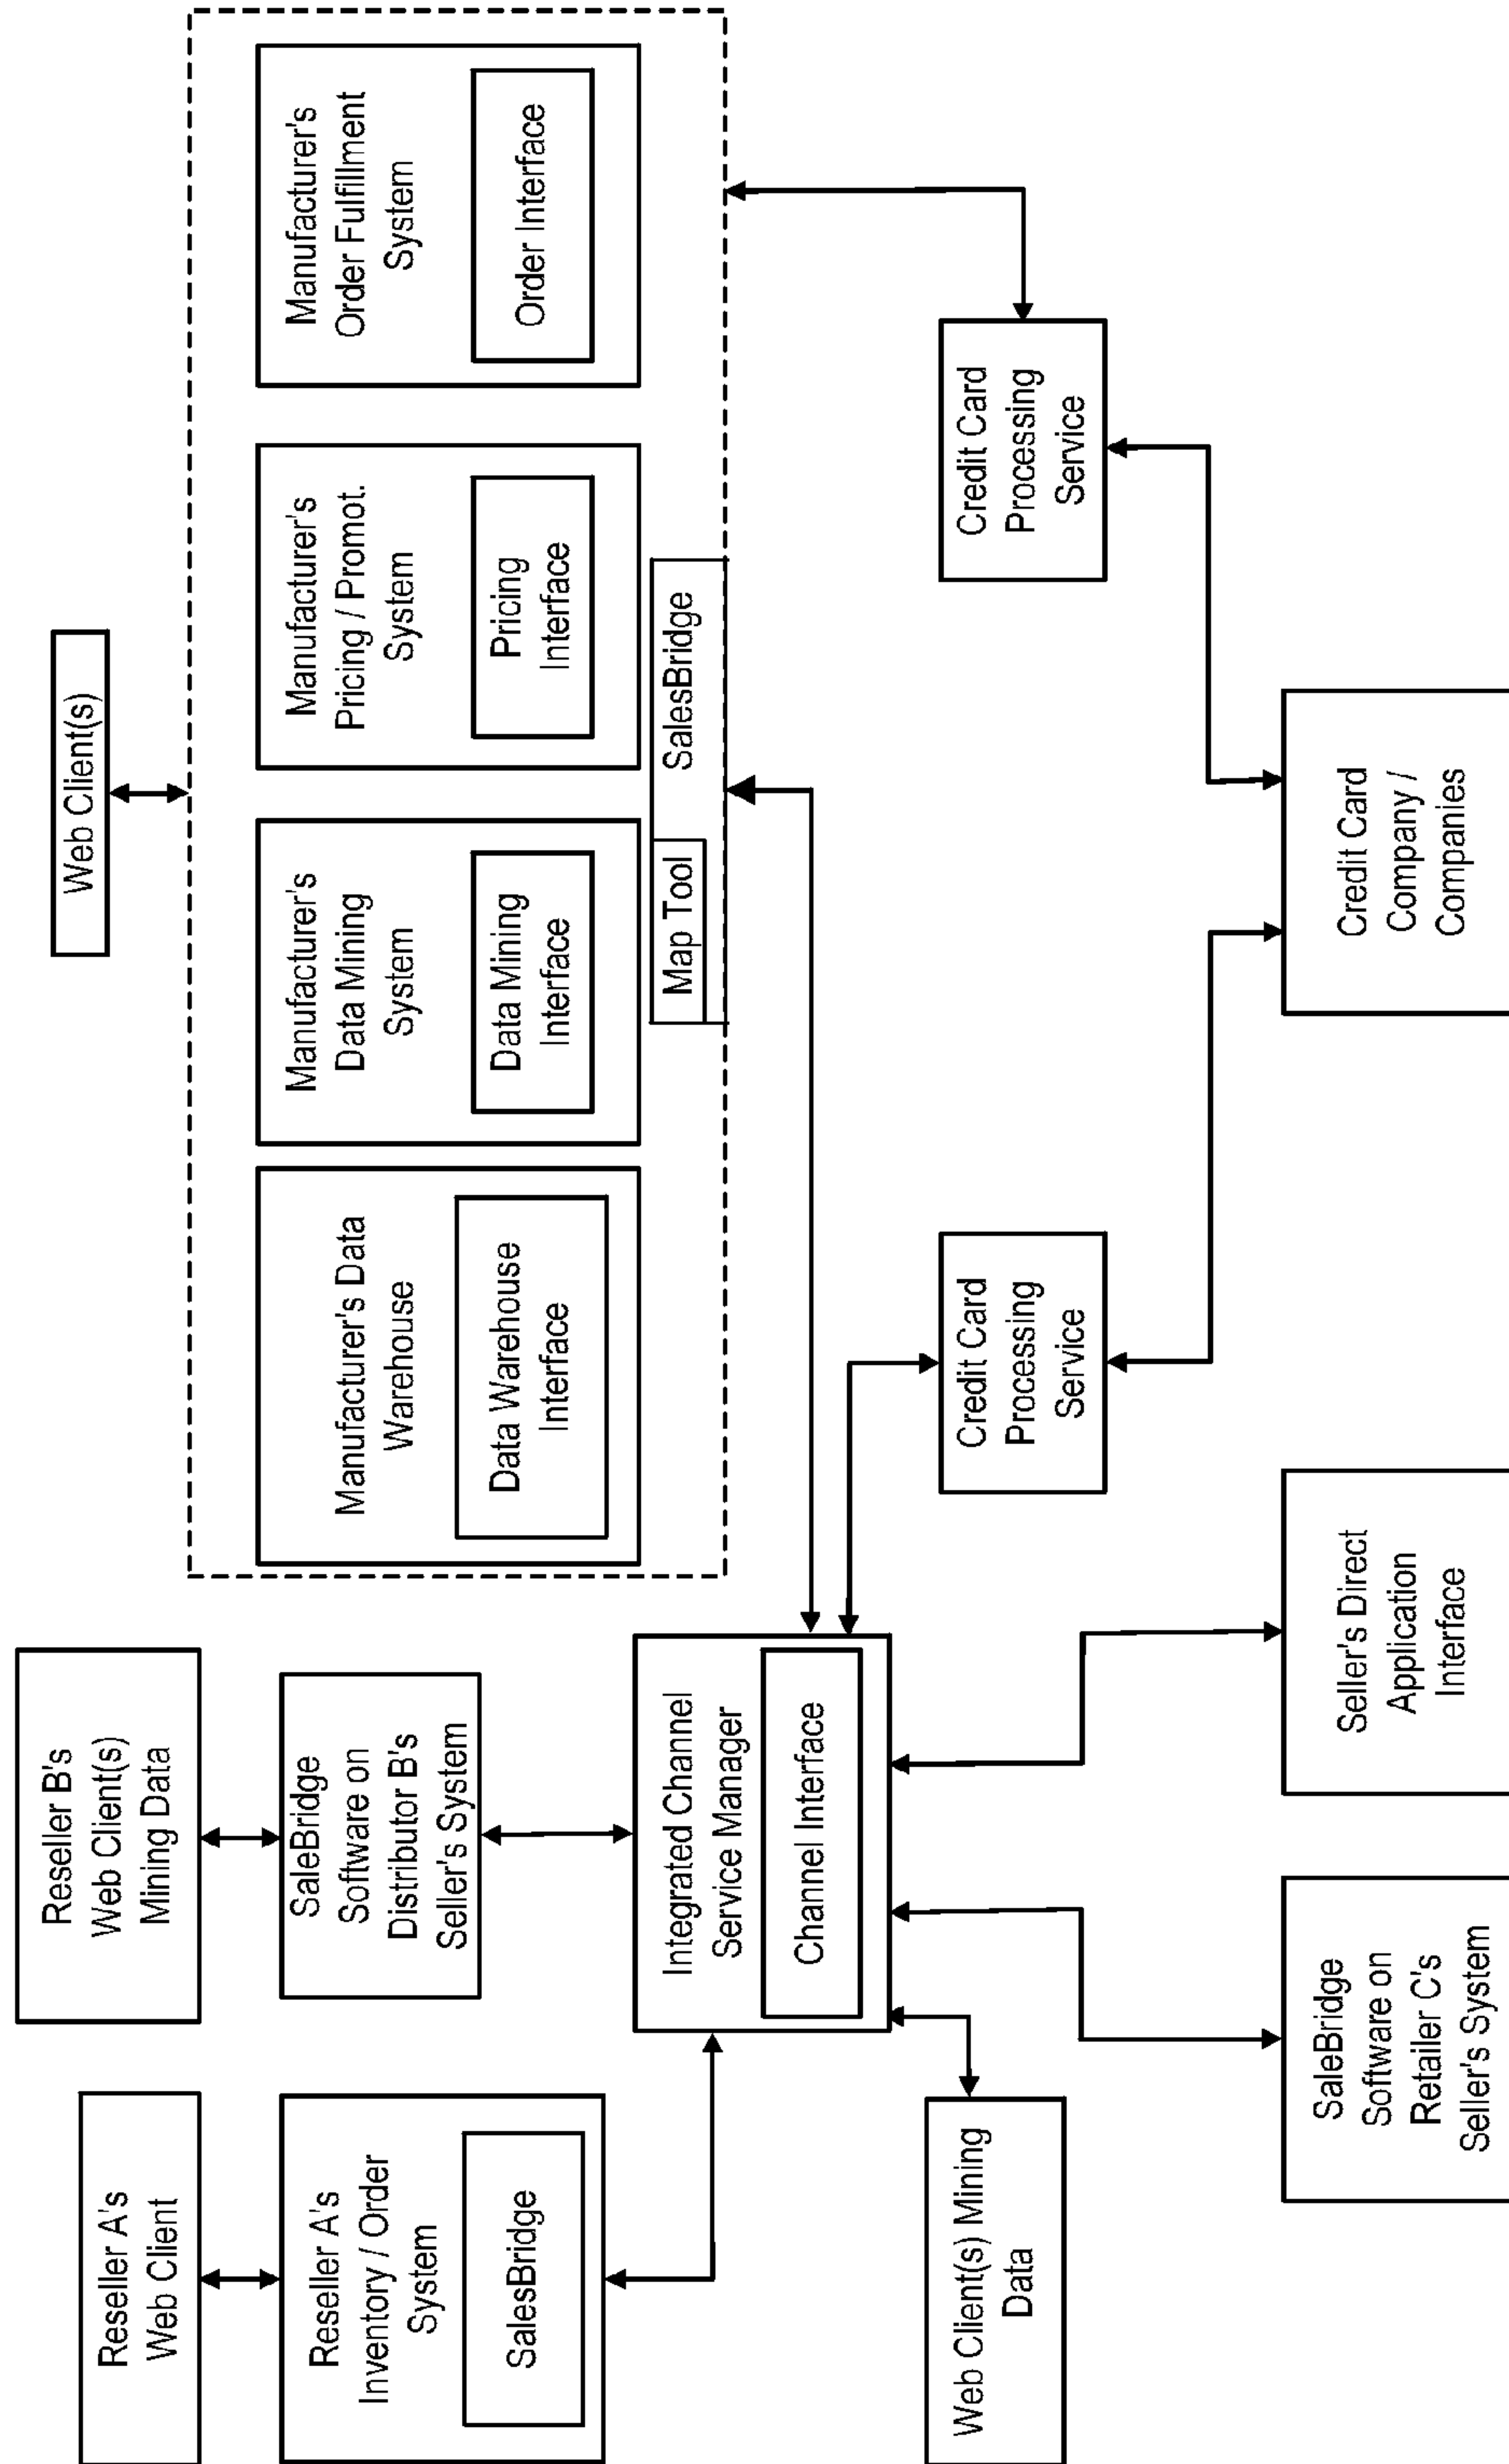 Reseller A's
Web Client
Reseller B's
Web Client(s)
Mining Data
Web Client(s)
Reseller A's
Inventory / Order
System
SalesBridge
SaleBridge
Software on
Distributor B's
Seller's System
Manufacturer's Data
Warehouse
Data Warehouse
Interface
Manufacturer's
Data Mining
System
Data Mining
Interface
Manufacturer's
Pricing / Promot.
System
Pricing
Interface
Manufacturer's
Order Fulfillment
System
Order Interface
Map Tool
SalesBridge
Integrated Channel
Service Manager
Channel Interface
Web Client(s) Mining
Data
Credit Card
Processing
Service
Credit Card
Processing
Service
SaleBridge
Software on
Retailer C's
Seller's System
Seller's Direct
Application
Interface
Credit Card
Company /
Companies